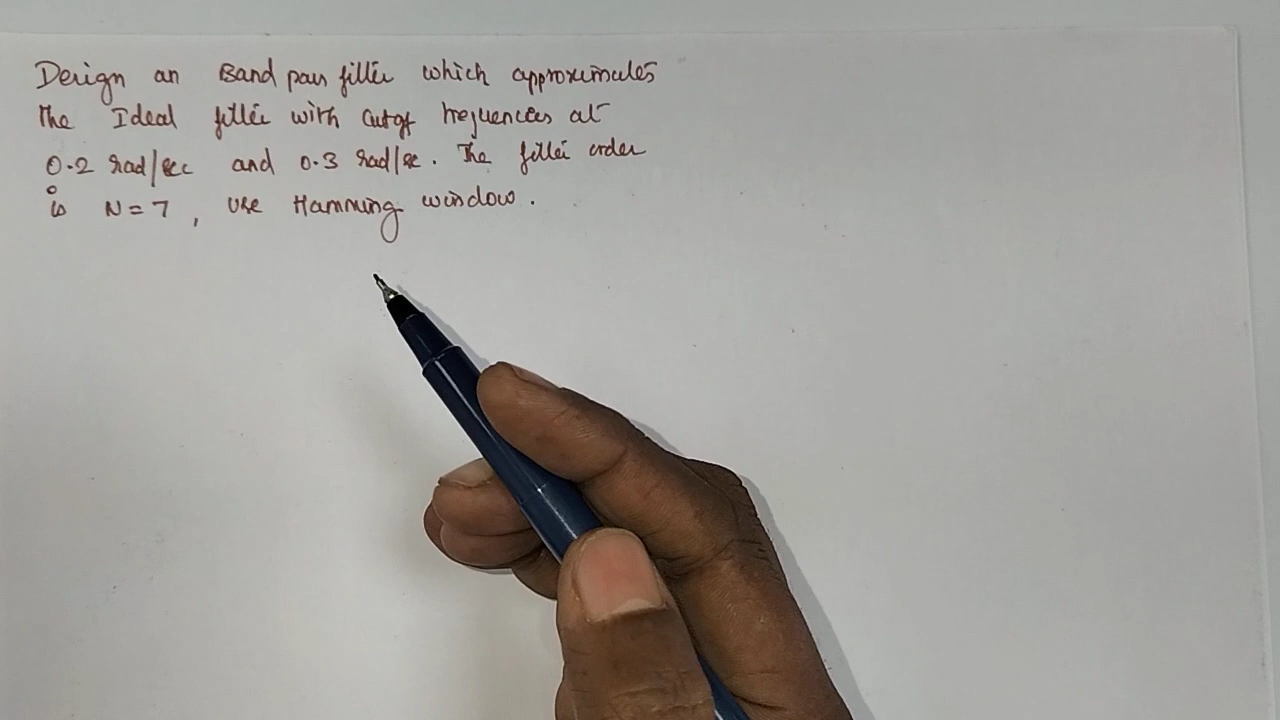 Design an Band pass filter which approximates
the Ideal filter with cutoff frequencies at
0.2 rad/sec and 0.3 rad/sec. The filter order
is N = 7, use Hamming window.